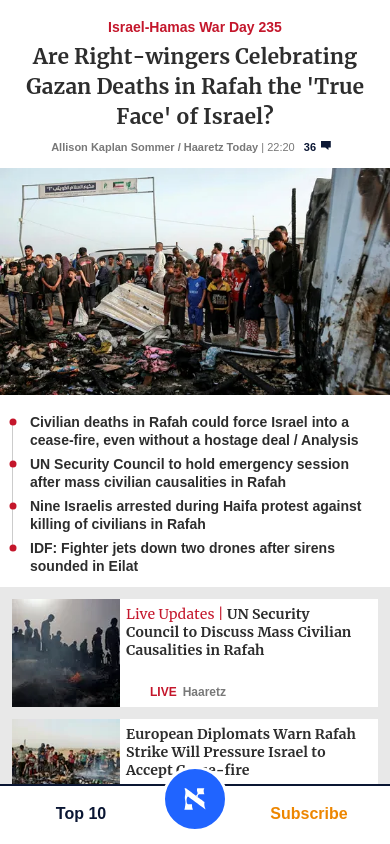 Israel-Hamas War Day 235
Are Right-wingers Celebrating
Gazan Deaths in Rafah the 'True
Face' of Israel?
Allison Kaplan Sommer / Haaretz Today | 22:20 36
Civilian deaths in Rafah could force Israel into a
cease-fire, even without a hostage deal / Analysis
UN Security Council to hold emergency session
after mass civilian causalities in Rafah
Nine Israelis arrested during Haifa protest against
killing of civilians in Rafah
IDF: Fighter jets down two drones after sirens
sounded in Eilat
Live Updates | UN Security
Council to Discuss Mass Civilian
Causalities in Rafah
LIVE Haaretz
European Diplomats Warn Rafah
Strike Will Pressure Israel to
Accept
Top 10
Subscribe